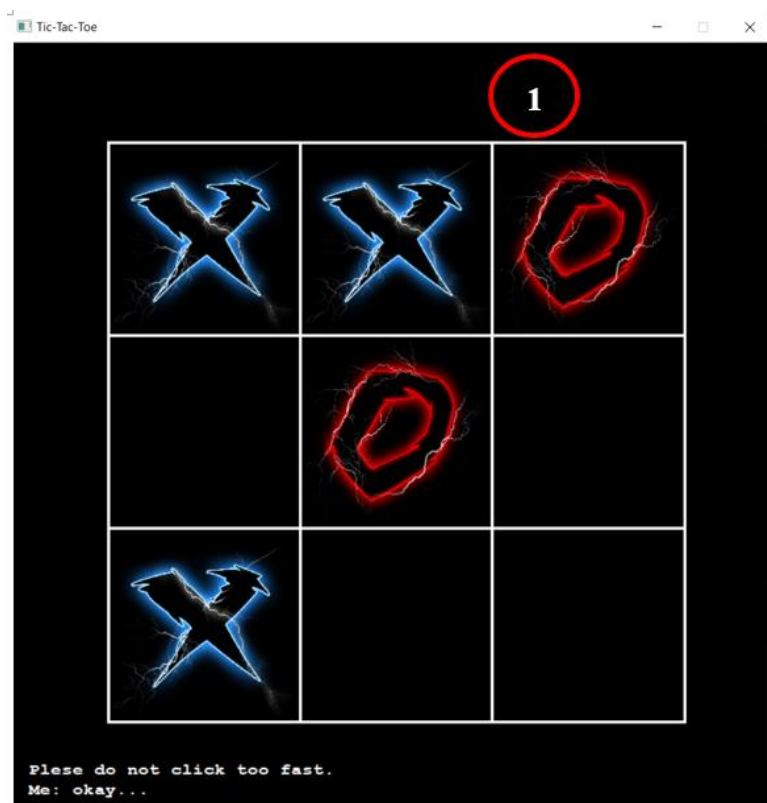 Tic-Tac-Toe
1
X X O
O
X
Plese do not click too fast.
Me: okay...